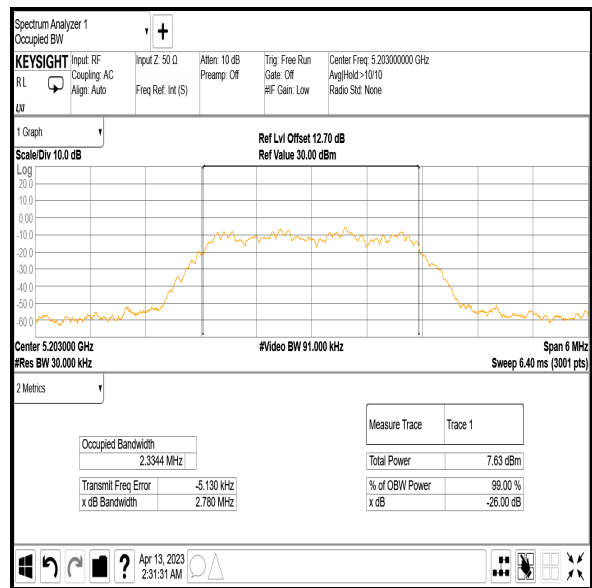 Spectrum Analyzer 1
Occupied BW
KEYSIGHT
RL
LXI
Input: RF
Coupling: AC
Align: Auto
Input Z: 50 Ω
Freq Ref: Int (S)
Atten: 10 dB
Preamp: Off
Trig: Free Run
Gate: Off
#IF Gain: Low
Center Freq: 5.203000000 GHz
Avg|Hold:>10/10
Radio Std: None
1 Graph
Scale/Div 10.0 dB
Ref Lvl Offset 12.70 dB
Ref Value 30.00 dBm
Log
20.0
10.0
0.00
-10.0
-20.0
-30.0
-40.0
-50.0
-60.0
Center 5.203000 GHz
#Video BW 91.000 kHz
Span 6 MHz
#Res BW 30.000 kHz
Sweep 6.40 ms (3001 pts)
2 Metrics
Occupied Bandwidth
2.3344 MHz
Transmit Freq Error -5.130 kHz
x dB Bandwidth 2.780 MHz
Measure Trace Trace 1
Total Power 7.63 dBm
% of OBW Power 99.00 %
x dB -26.00 dB
?
Apr 13, 2023
2:31:31 AM